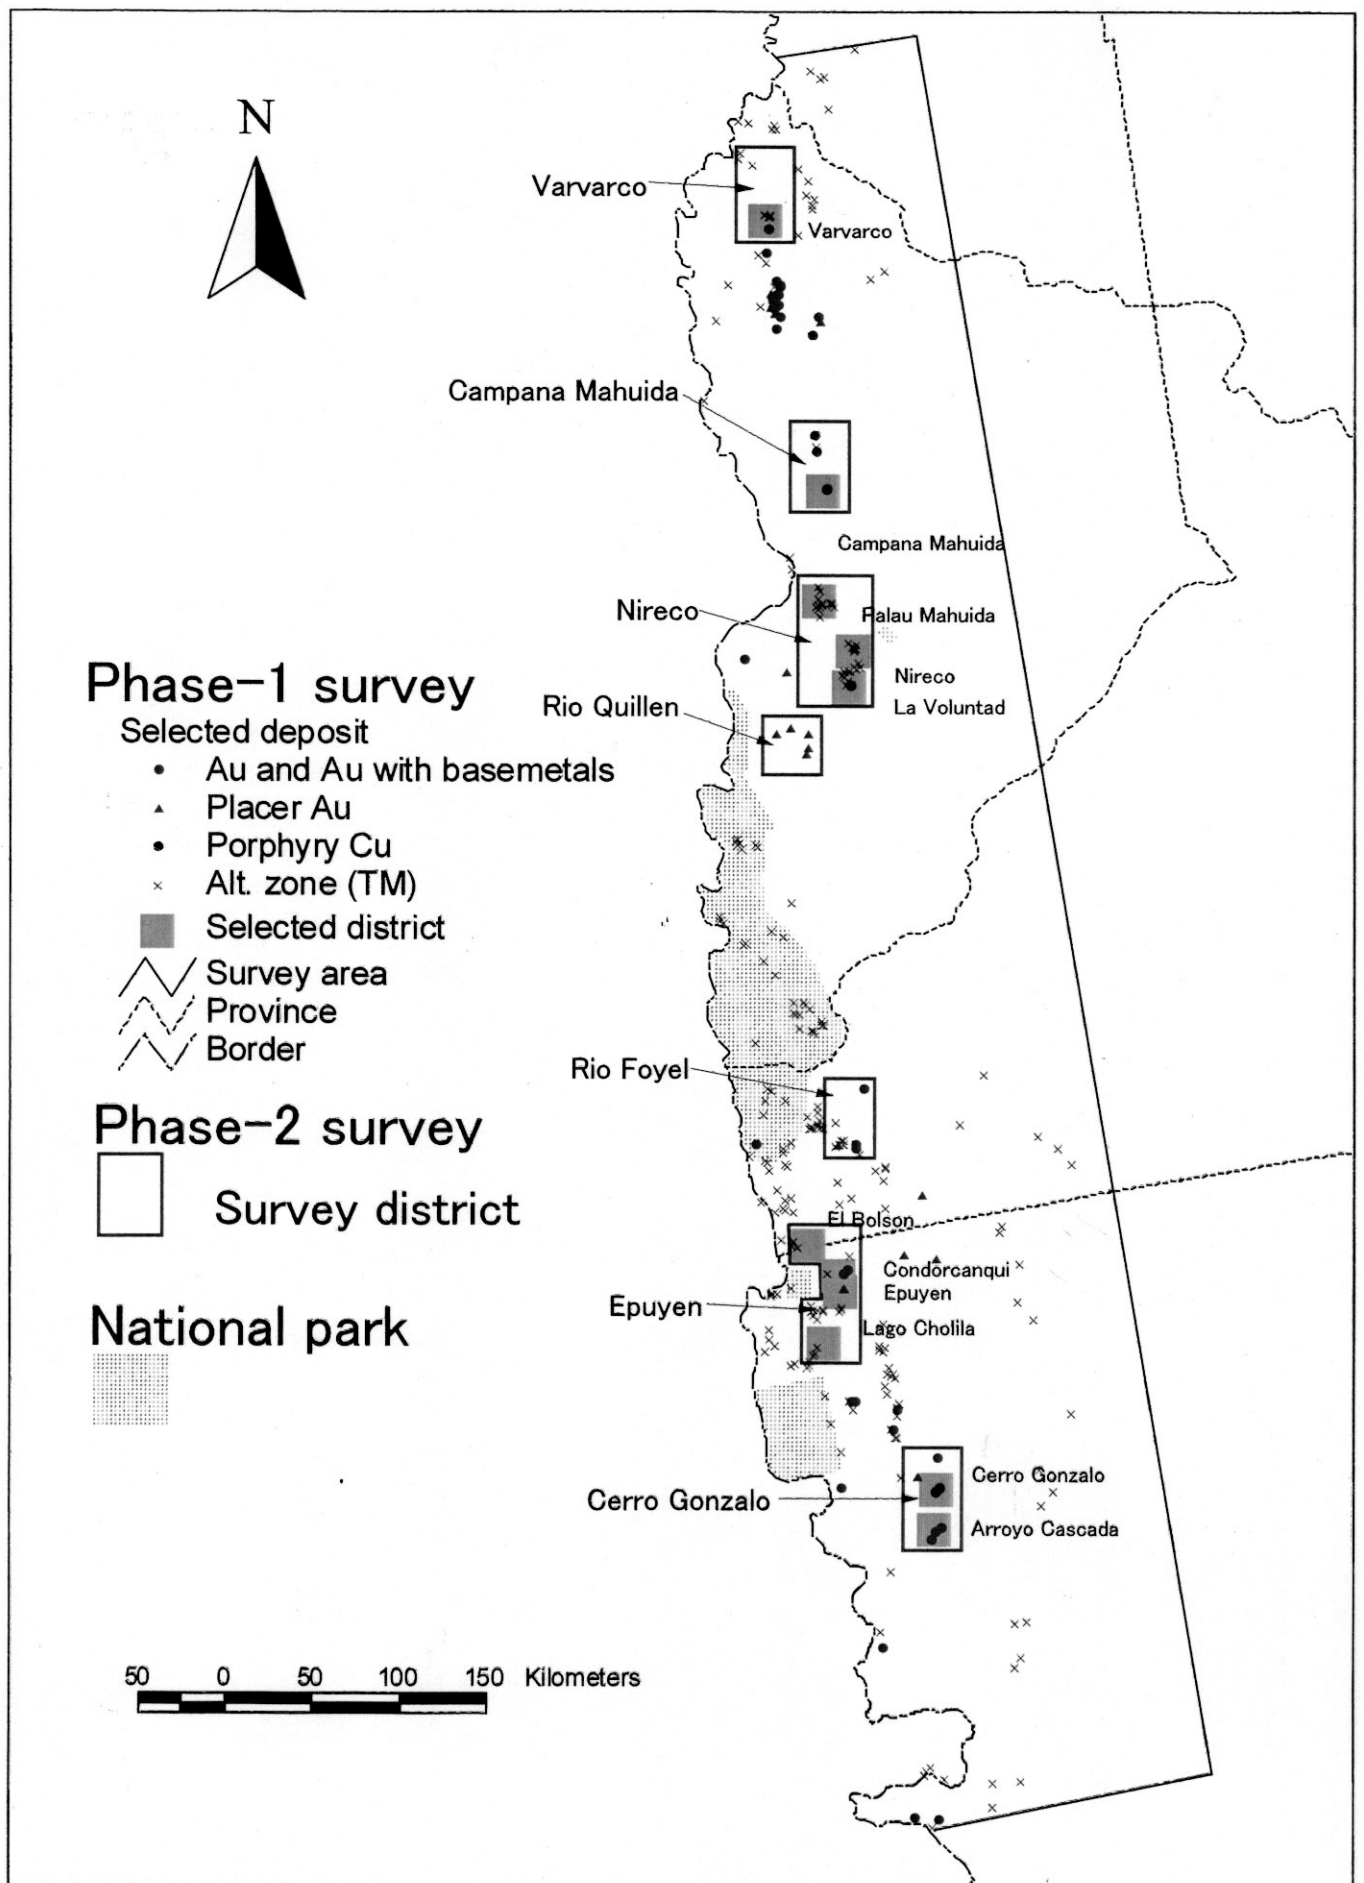 N
Varvarco
Varvarco
Campana Mahuida
Campana Mahuida
Palau Mahuida
Nireco
Nireco
La Voluntad
Rio Quillen
Phase-1 survey
Selected deposit
Au and Au with basemetals
Placer Au
Porphyry Cu
Alt. zone (TM)
Selected district
Survey area
Province
Border
Rio Foyel
Phase-2 survey
Survey district
El Bolson
Condorcanqui
Epuyen
Epuyen
Lago Cholila
National park
Cerro Gonzalo
Cerro Gonzalo
Arroyo Cascada
50 0 50 100 150 Kilometers